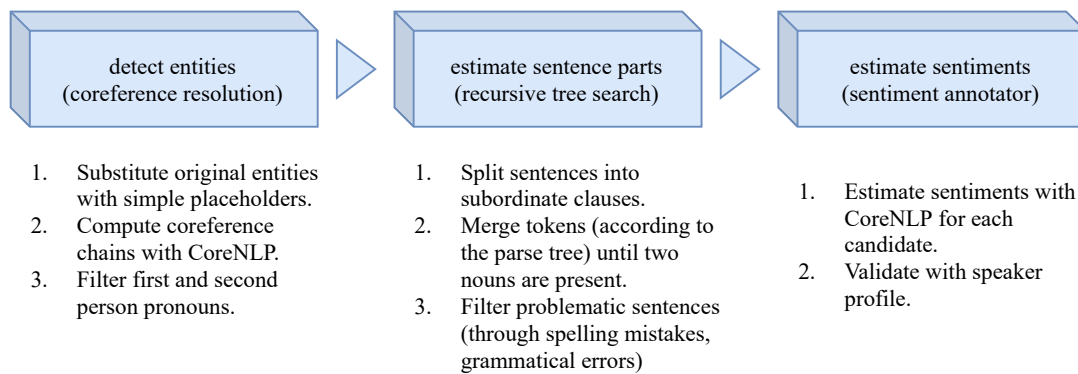 detect entities
(coreference resolution)
estimate sentence parts
(recursive tree search)
estimate sentiments
(sentiment annotator)
1. Substitute original entities
with simple placeholders.
2. Compute coreference
chains with CoreNLP.
3. Filter first and second
person pronouns.
1. Split sentences into
subordinate clauses.
2. Merge tokens (according to
the parse tree) until two
nouns are present.
3. Filter problematic sentences
(through spelling mistakes,
grammatical errors)
1. Estimate sentiments with
CoreNLP for each
candidate.
2. Validate with speaker
profile.